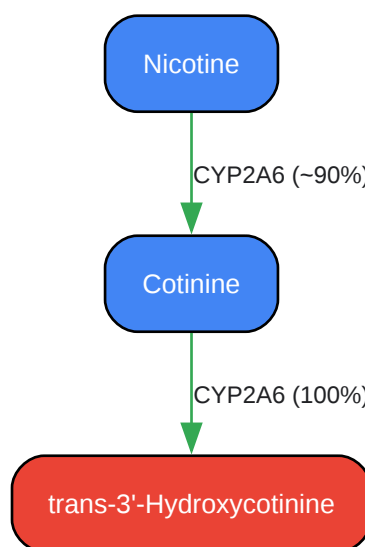 Nicotine
CYP2A6 (~90%)
Cotinine
CYP2A6 (100%)
trans-3'-Hydroxycotinine